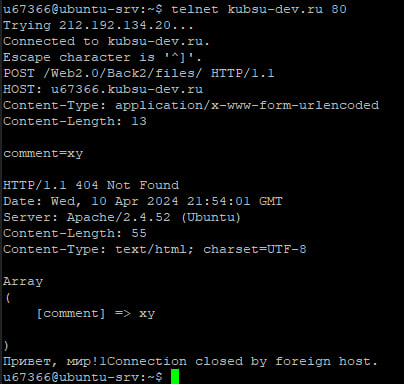 u67366@ubuntu-srv:~$ telnet kubsu-dev.ru 80
Trying 212.192.134.20...
Connected to kubsu-dev.ru.
Escape character is '^]'.
POST /Web2.0/Back2/files/ HTTP/1.1
HOST: u67366.kubsu-dev.ru
Content-Type: application/x-www-form-urlencoded
Content-Length: 13

comment=xy

HTTP/1.1 404 Not Found
Date: Wed, 10 Apr 2024 21:54:01 GMT
Server: Apache/2.4.52 (Ubuntu)
Content-Length: 55
Content-Type: text/html; charset=UTF-8

Array
(
    [comment] => xy

)
Привет, мир!1Connection closed by foreign host.
u67366@ubuntu-srv:~$